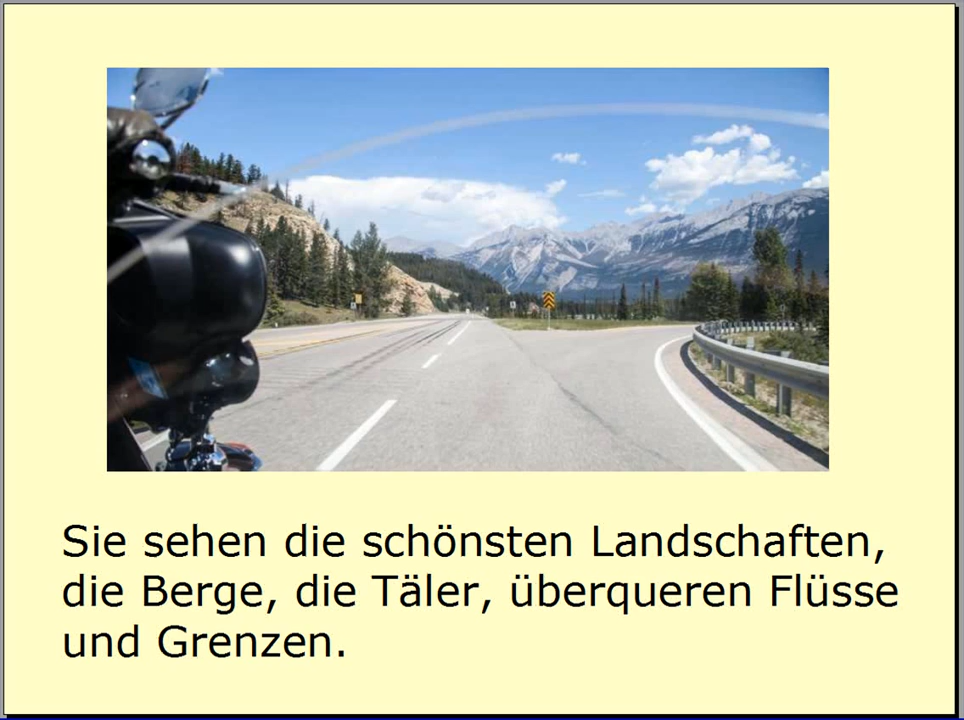 Sie sehen die schönsten Landschaften,
die Berge, die Täler, überqueren Flüsse
und Grenzen.